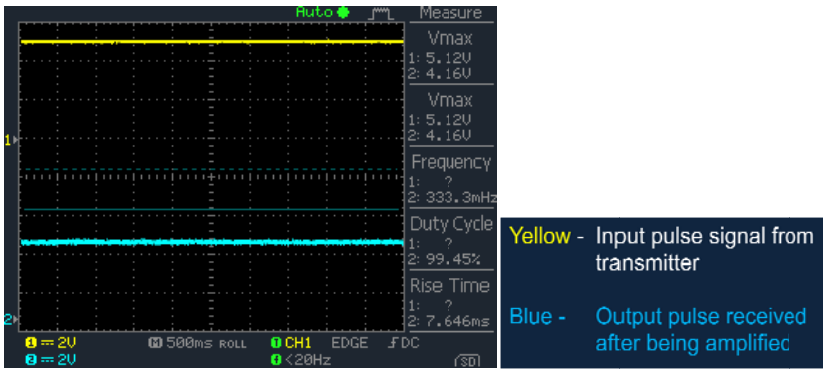 Auto Measure
Vmax
1: 5.12V
2: 4.16V
Vmax
1: 5.12V
2: 4.16V
Frequency
1: ?
2: 333.3mHz
Duty Cycle
1: ?
2: 99.45%
Rise Time
1: ?
2: 7.646ms
1
2
1 2V M 500ms ROLL T CH1 EDGE DC
2 2V f <20Hz SD
Yellow - Input pulse signal from
transmitter
Blue - Output pulse received
after being amplified